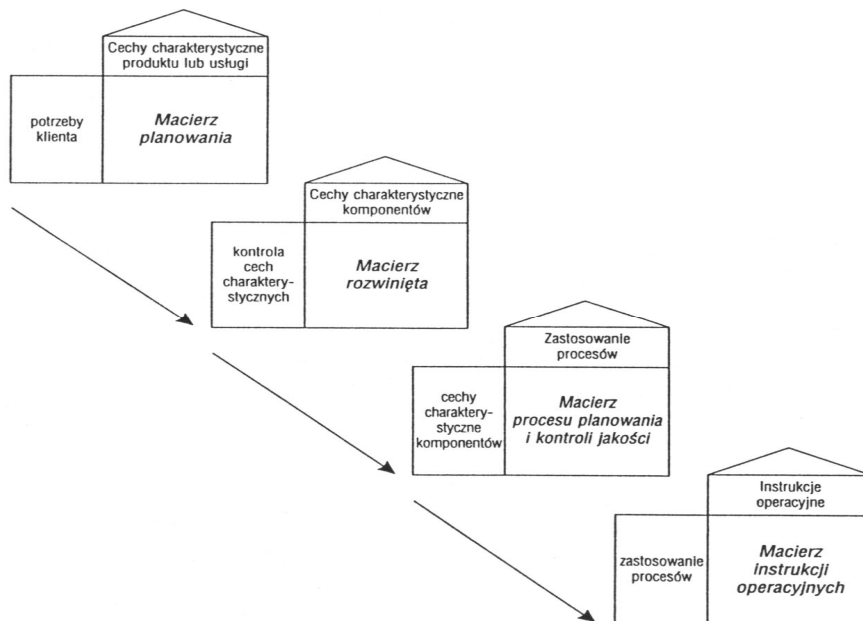 Cechy charakterystyczne
produktu lub usługi
potrzeby
klienta
Macierz
planowania
Cechy charakterystyczne
komponentów
kontrola
cech
charaktery-
stycznych
Macierz
rozwinięta
Zastosowanie
procesów
cechy
charaktery-
styczne
komponentów
Macierz
procesu planowania
i kontroli jakości
Instrukcje
operacyjne
zastosowanie
procesów
Macierz
instrukcji
operacyjnych